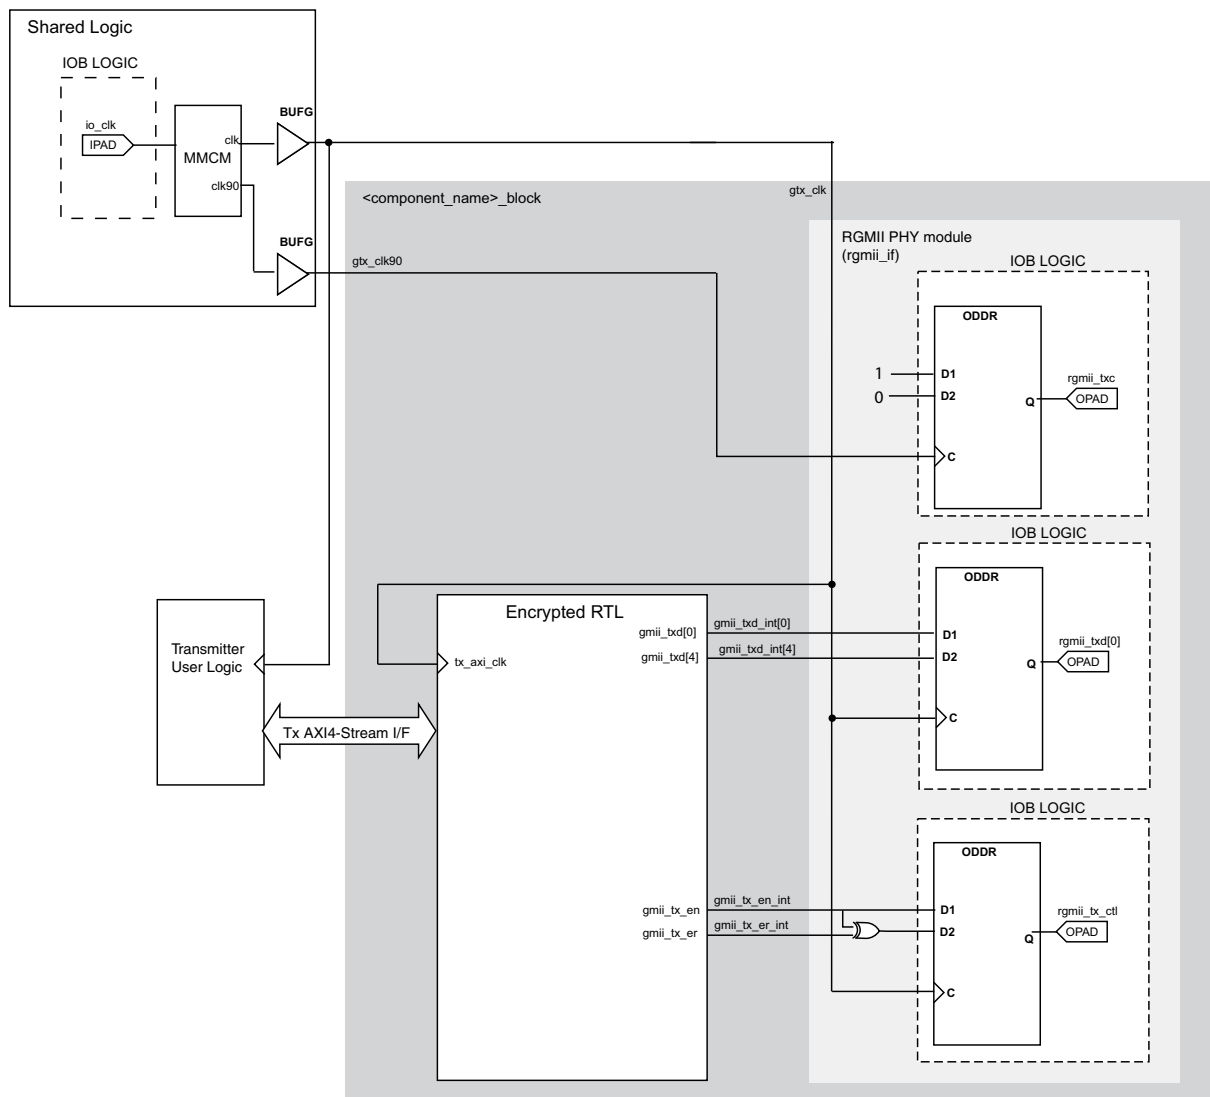 Shared Logic
IOB LOGIC
io_clk
IPAD
MMCM
clk
clk90
BUFG
BUFG
gtx_clk90
gtx_clk
<component_name>_block
RGMII PHY module
(rgmii_if)
IOB LOGIC
ODDR
1
D1
0
D2
Q
C
rgmii_txc
OPAD
IOB LOGIC
ODDR
D1
D2
Q
C
rgmii_txd[0]
OPAD
Transmitter
User Logic
Tx AXI4-Stream I/F
Encrypted RTL
tx_axi_clk
gmii_txd[0]
gmii_txd_int[0]
gmii_txd[4]
gmii_txd_int[4]
gmii_tx_en
gmii_tx_en_int
gmii_tx_er
gmii_tx_er_int
IOB LOGIC
ODDR
D1
D2
Q
C
rgmii_tx_ctl
OPAD